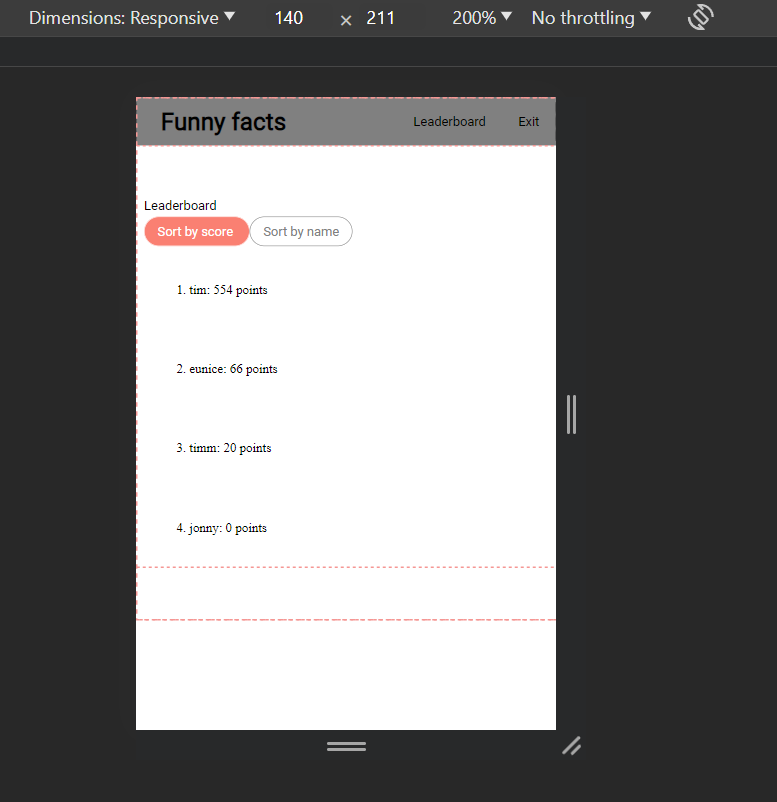 Dimensions: Responsive 140 × 211 200% No throttling
Funny facts Leaderboard Exit
Leaderboard
Sort by score Sort by name
1. tim: 554 points
2. eunice: 66 points
3. timm: 20 points
4. jonny: 0 points